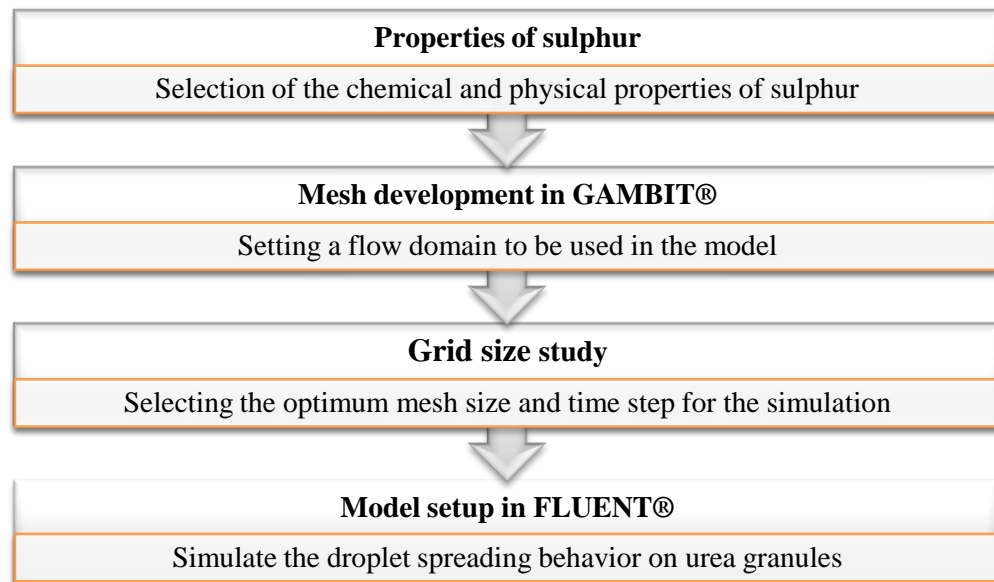 Properties of sulphur
Selection of the chemical and physical properties of sulphur
Mesh development in GAMBIT®
Setting a flow domain to be used in the model
Grid size study
Selecting the optimum mesh size and time step for the simulation
Model setup in FLUENT®
Simulate the droplet spreading behavior on urea granules